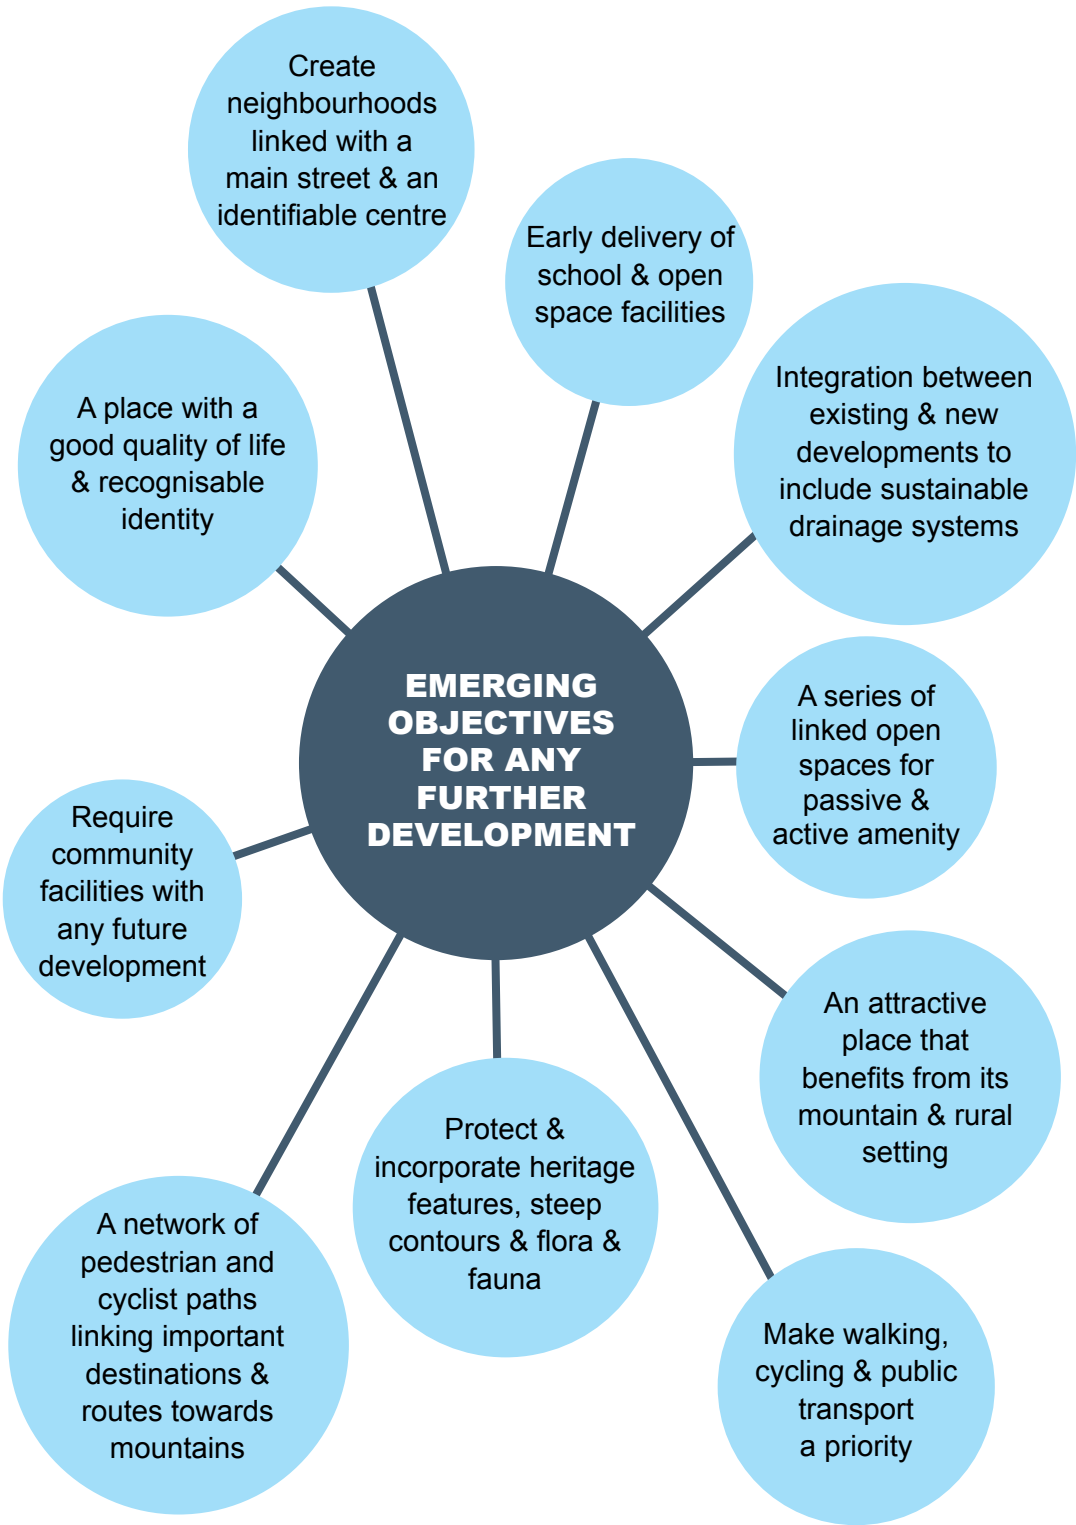 Create
neighbourhoods
linked with a
main street & an
identifiable centre
Early delivery of
school & open
space facilities
Integration between
existing & new
developments to
include sustainable
drainage systems
A place with a
good quality of life
& recognisable
identity
EMERGING
OBJECTIVES
FOR ANY
FURTHER
DEVELOPMENT
A series of
linked open
spaces for
passive &
active amenity
Require
community
facilities with
any future
development
An attractive
place that
benefits from its
mountain & rural
setting
Protect &
incorporate heritage
features, steep
contours & flora &
fauna
A network of
pedestrian and
cyclist paths
linking important
destinations &
routes towards
mountains
Make walking,
cycling & public
transport
a priority